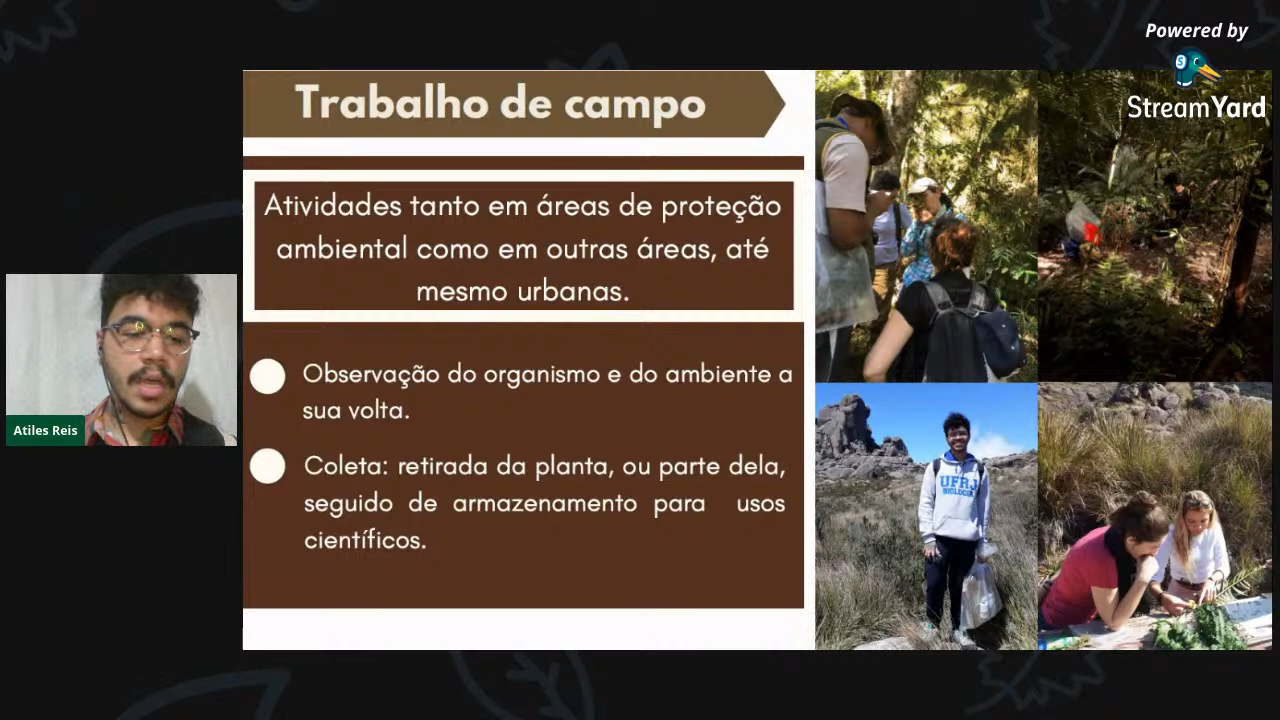 Powered by
StreamYard
Trabalho de campo
Atividades tanto em áreas de proteção
ambiental como em outras áreas, até
mesmo urbanas.
Observação do organismo e do ambiente a
sua volta.
Coleta: retirada da planta, ou parte dela,
seguido de armazenamento para usos
científicos.
Atiles Reis
UFRJ
BIOLOGIA